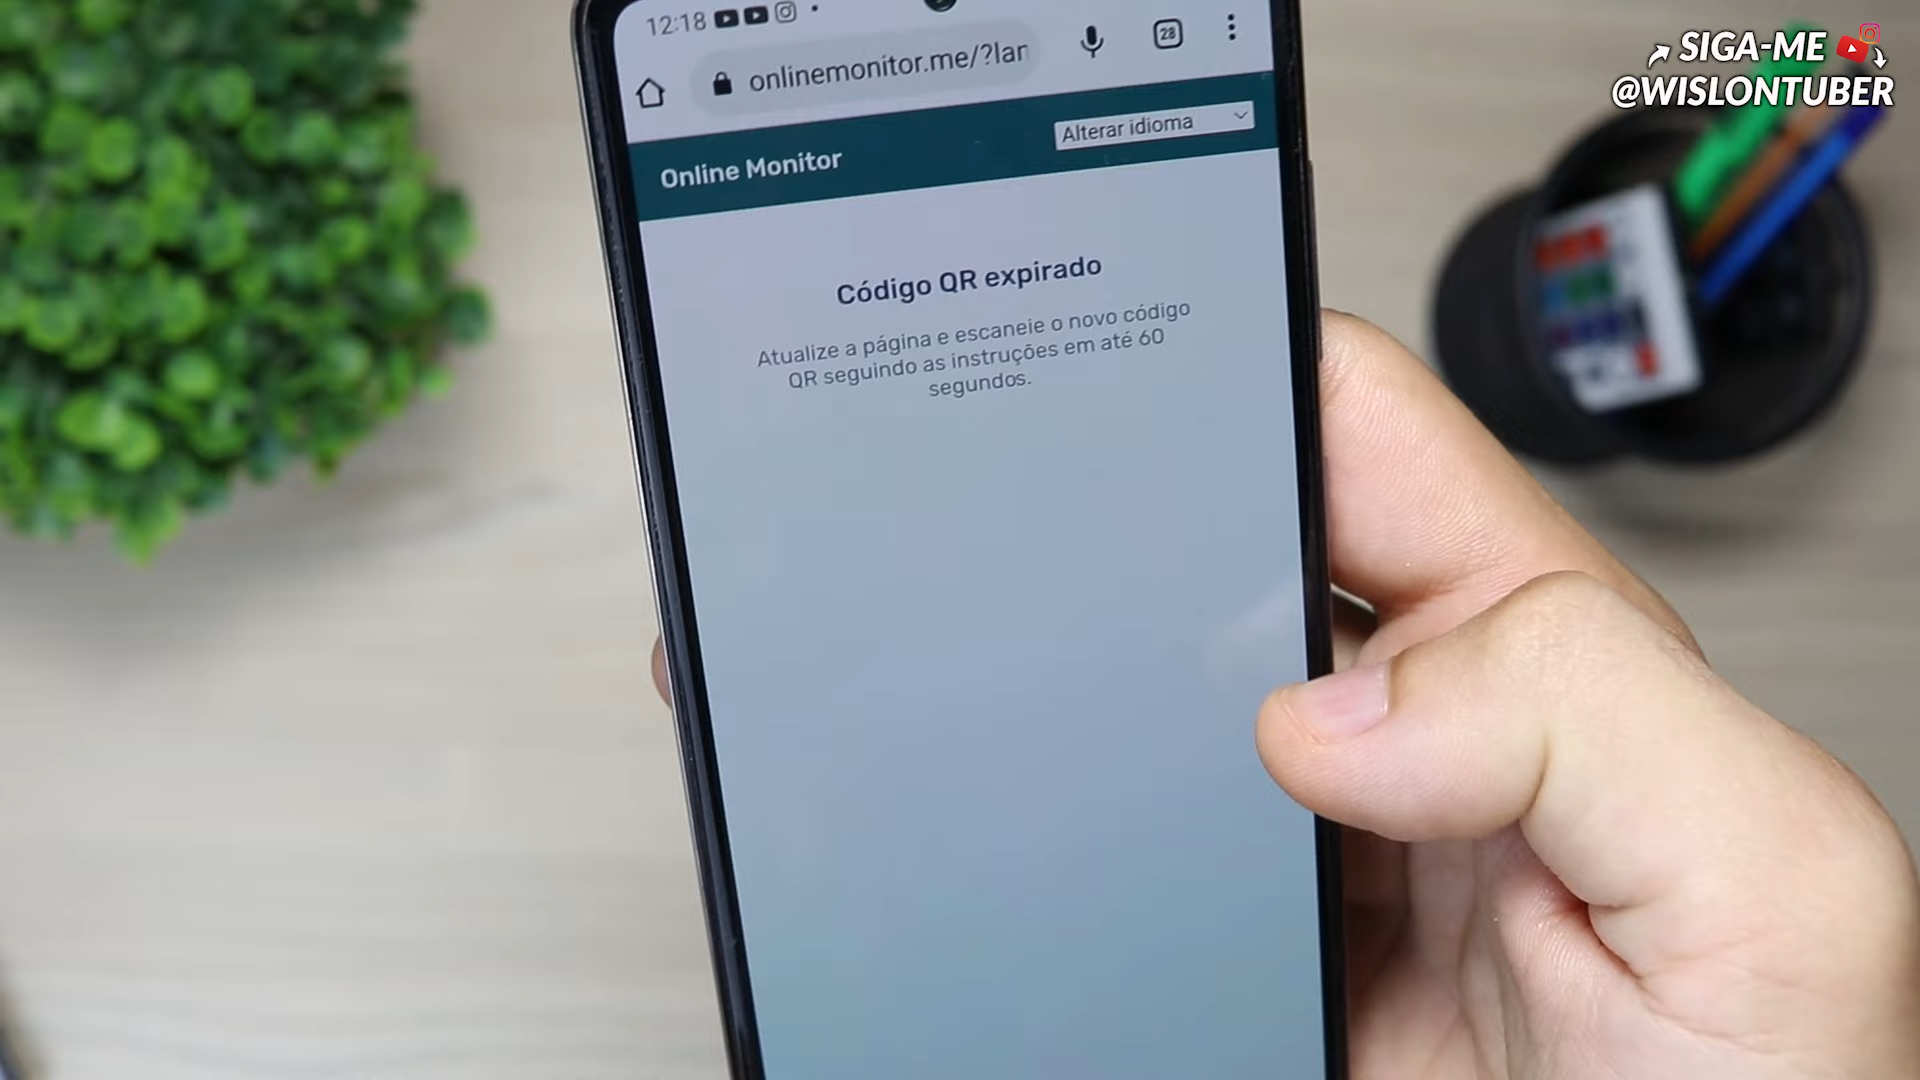 12:18
onlinemonitor.me/?lan
28
Online Monitor
Alterar idioma
Código QR expirado
Atualize a página e escaneie o novo código
QR seguindo as instruções em até 60
segundos.
SIGA-ME
@WISLONTUBER